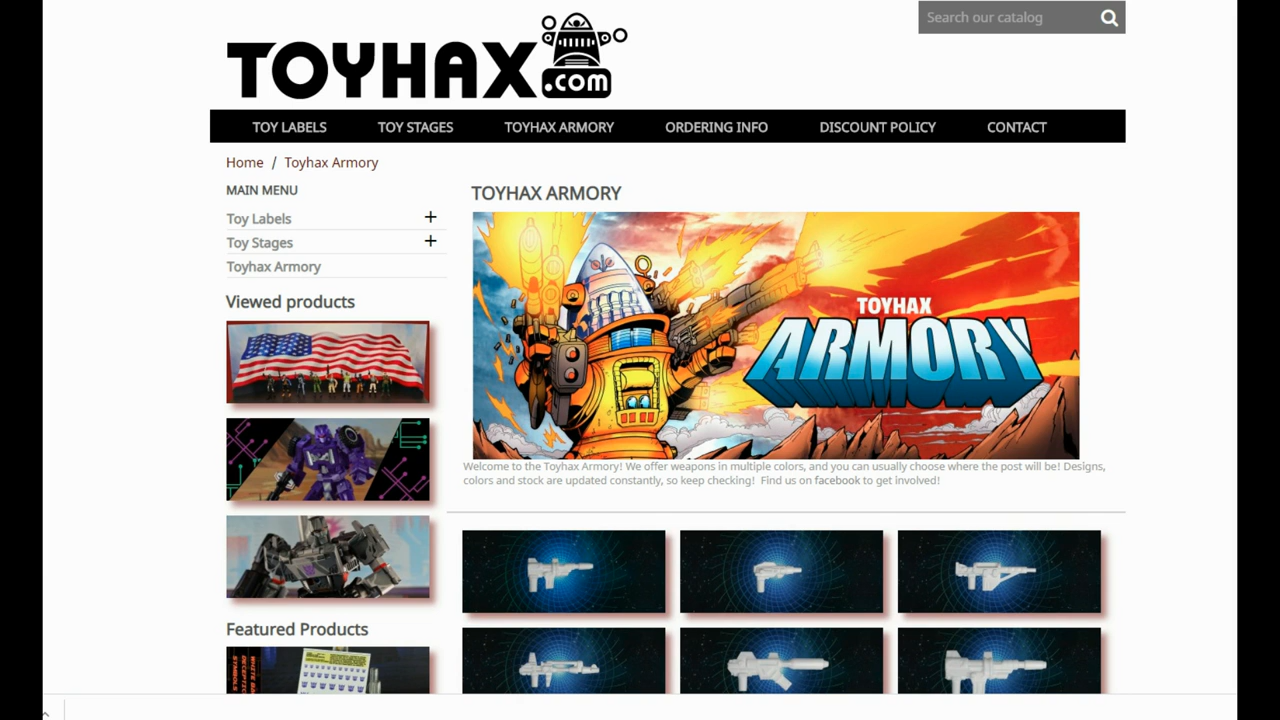 Search our catalog
TOYHAX
.com
TOY LABELS TOY STAGES TOYHAX ARMORY ORDERING INFO DISCOUNT POLICY CONTACT
Home / Toyhax Armory
MAIN MENU
Toy Labels +
Toy Stages +
Toyhax Armory
Viewed products
Featured Products
TOYHAX ARMORY
TOYHAX
ARMORY
Welcome to the Toyhax Armory! We offer weapons in multiple colors, and you can usually choose where the post will be! Designs,
colors and stock are updated constantly, so keep checking! Find us on facebook to get involved!